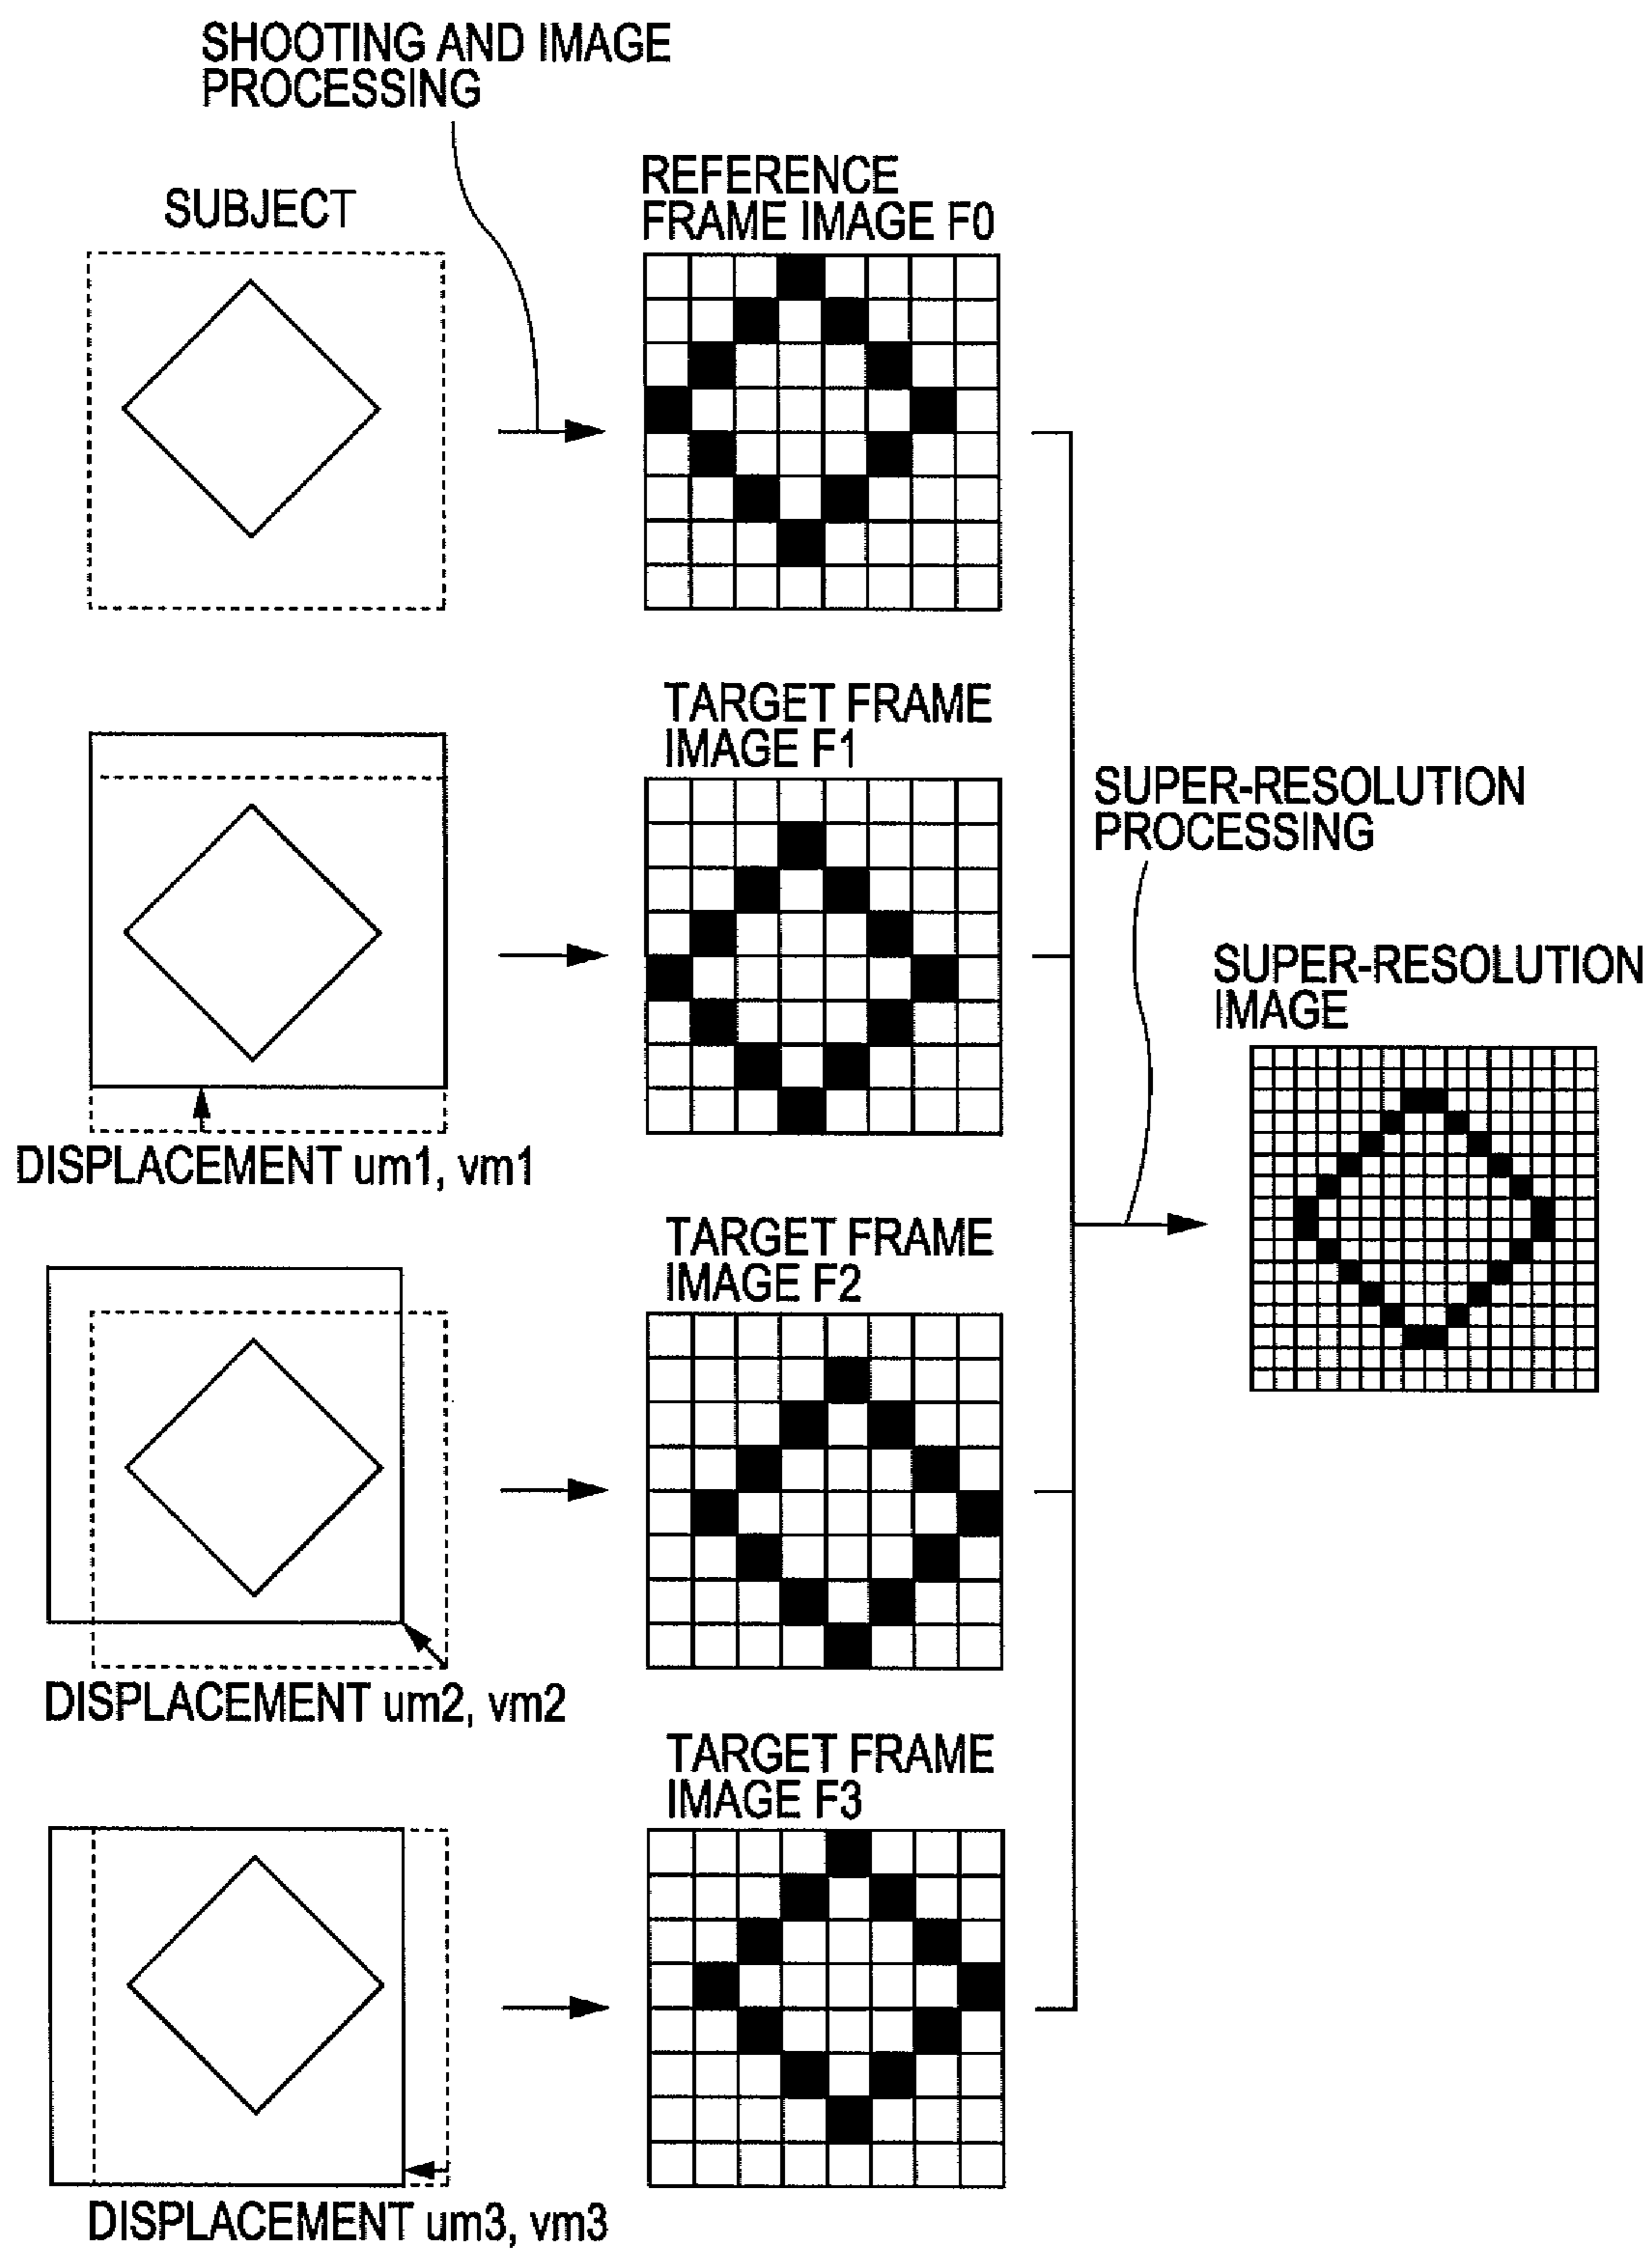 SHOOTING AND IMAGE
PROCESSING
SUBJECT
REFERENCE
FRAME IMAGE F0
TARGET FRAME
IMAGE F1
DISPLACEMENT um1, vm1
SUPER-RESOLUTION
PROCESSING
SUPER-RESOLUTION
IMAGE
TARGET FRAME
IMAGE F2
DISPLACEMENT um2, vm2
TARGET FRAME
IMAGE F3
DISPLACEMENT um3, vm3